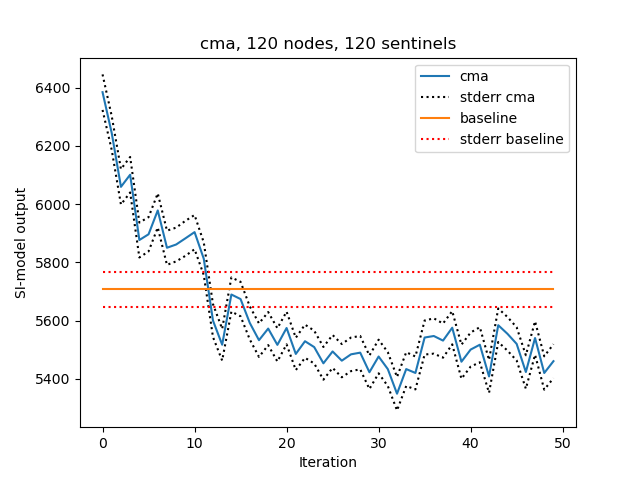 cma, 120 nodes, 120 sentinels
cma
stderr cma
baseline
stderr baseline
SI-model output
6400
6200
6000
5800
5600
5400
0 10 20 30 40 50
Iteration